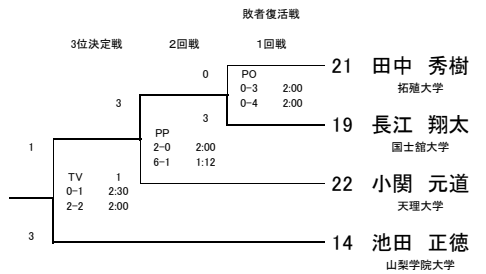 敗者復活戦
3位決定戦 2回戦 1回戦
0 PO 21 田中 秀樹
0-3 2:00 拓殖大学
3 0-4 2:00
3 19 長江 翔太
PP 国士舘大学
1 2-0 2:00
6-1 1:12
TV 1 22 小関 元道
0-1 2:30 天理大学
2-2 2:00
3 14 池田 正徳
山梨学院大学